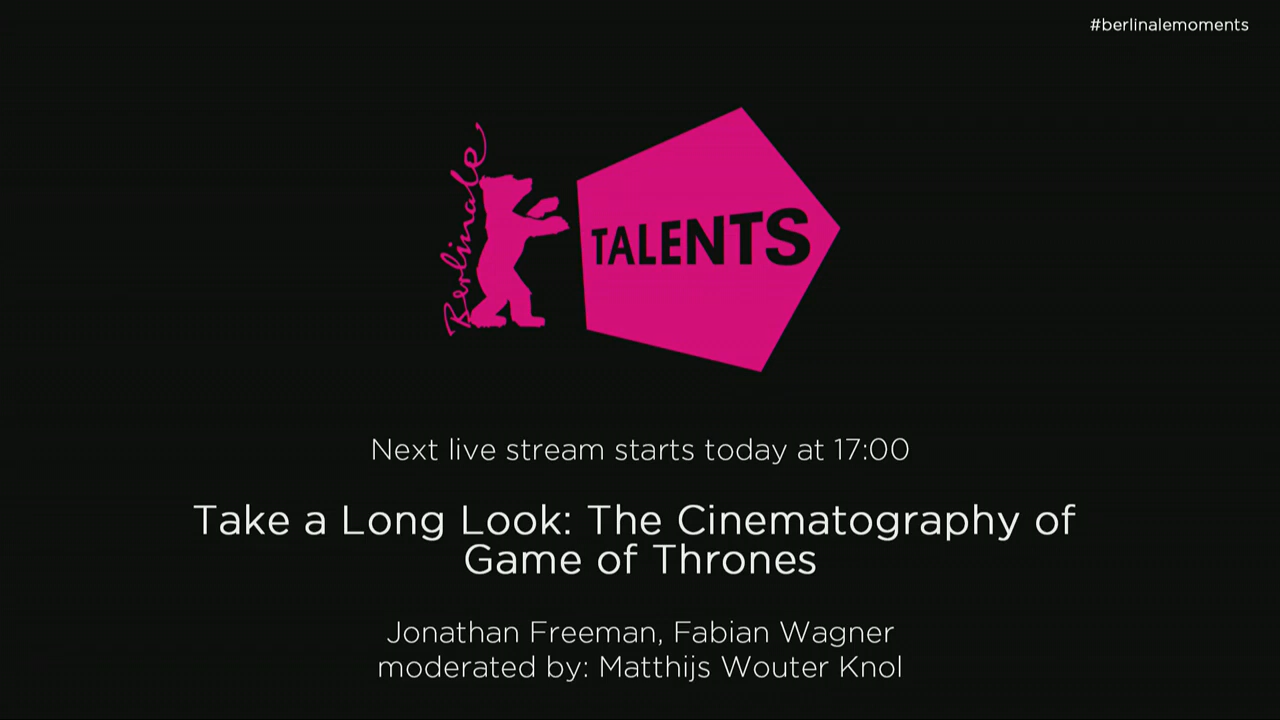 #berlinalemoments
Berlinale
TALENTS
Next live stream starts today at 17:00
Take a Long Look: The Cinematography of
Game of Thrones
Jonathan Freeman, Fabian Wagner
moderated by: Matthijs Wouter Knol